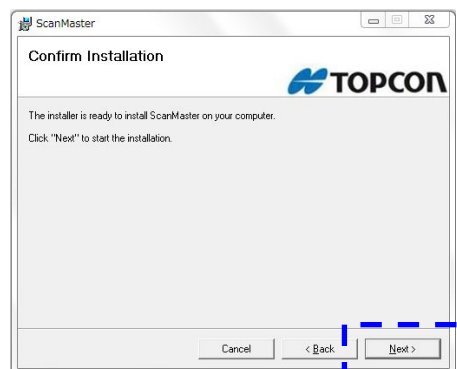 ScanMaster
Confirm Installation
TOPCON
The installer is ready to install ScanMaster on your computer.
Click "Next" to start the installation.
Cancel
< Back
Next >